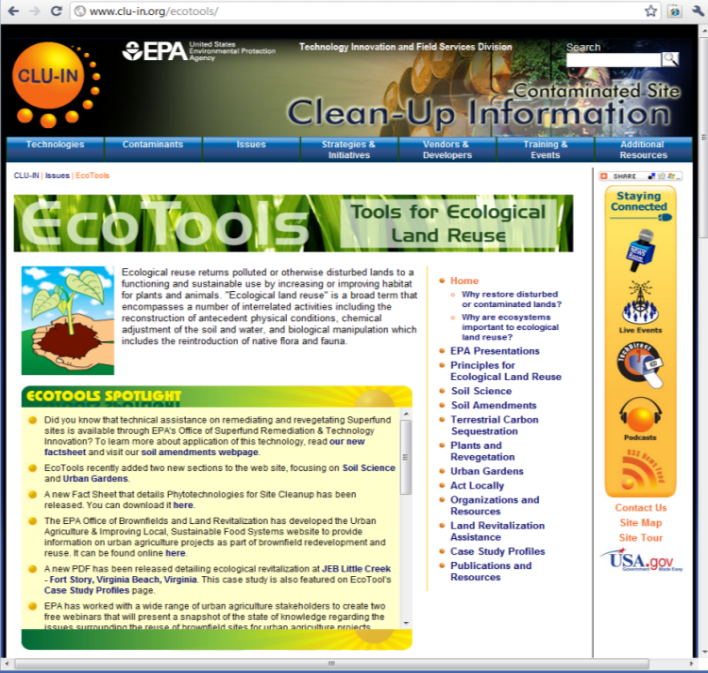 www.clu-in.org/ecotools/
CLU-IN
EPA United States
Environmental Protection
Agency
Technology Innovation and Field Services Division
Search
Contaminated Site
Clean-Up Information
Technologies
Contaminants
Issues
Strategies &
Initiatives
Vendors &
Developers
Training &
Events
Additional
Resources
CLU-IN | Issues | EcoTools
SHARE
EcoTools
Tools for Ecological
Land Reuse
Ecological reuse returns polluted or otherwise disturbed lands to a
functioning and sustainable use by increasing or improving habitat
for plants and animals. "Ecological land reuse" is a broad term that
encompasses a number of interrelated activities including the
reconstruction of antecedent physical conditions, chemical
adjustment of the soil and water, and biological manipulation which
includes the reintroduction of native flora and fauna.
ECOTOOLS SPOTLIGHT
Did you know that technical assistance on remediating and revegetating Superfund
sites is available through EPA's Office of Superfund Remediation & Technology
Innovation? To learn more about application of this technology, read our new
factsheet and visit our soil amendments webpage.
EcoTools recently added two new sections to the web site, focusing on Soil Science
and Urban Gardens.
A new Fact Sheet that details Phytotechnologies for Site Cleanup has been
released. You can download it here.
The EPA Office of Brownfields and Land Revitalization has developed the Urban
Agriculture & Improving Local, Sustainable Food Systems website to provide
information on urban agriculture projects as part of brownfield redevelopment and
reuse. It can be found online here.
A new PDF has been released detailing ecological revitalization at JEB Little Creek
- Fort Story, Virginia Beach, Virginia. This case study is also featured on EcoTool's
Case Study Profiles page.
EPA has worked with a wide range of urban agriculture stakeholders to create two
free webinars that will present a snapshot of the state of knowledge regarding the
issues surrounding the reuse of brownfield sites for urban agriculture projects.
Home
Why restore disturbed
or contaminated lands?
Why are ecosystems
important to ecological
land reuse?
EPA Presentations
Principles for
Ecological Land Reuse
Soil Science
Soil Amendments
Terrestrial Carbon
Sequestration
Plants and
Revegetation
Urban Gardens
Act Locally
Organizations and
Resources
Land Revitalization
Assistance
Case Study Profiles
Publications and
Resources
Staying
Connected
Live Events
TechDirect
Podcasts
RSS News Feed
Contact Us
Site Map
Site Tour
USA.gov
Government Made Easy